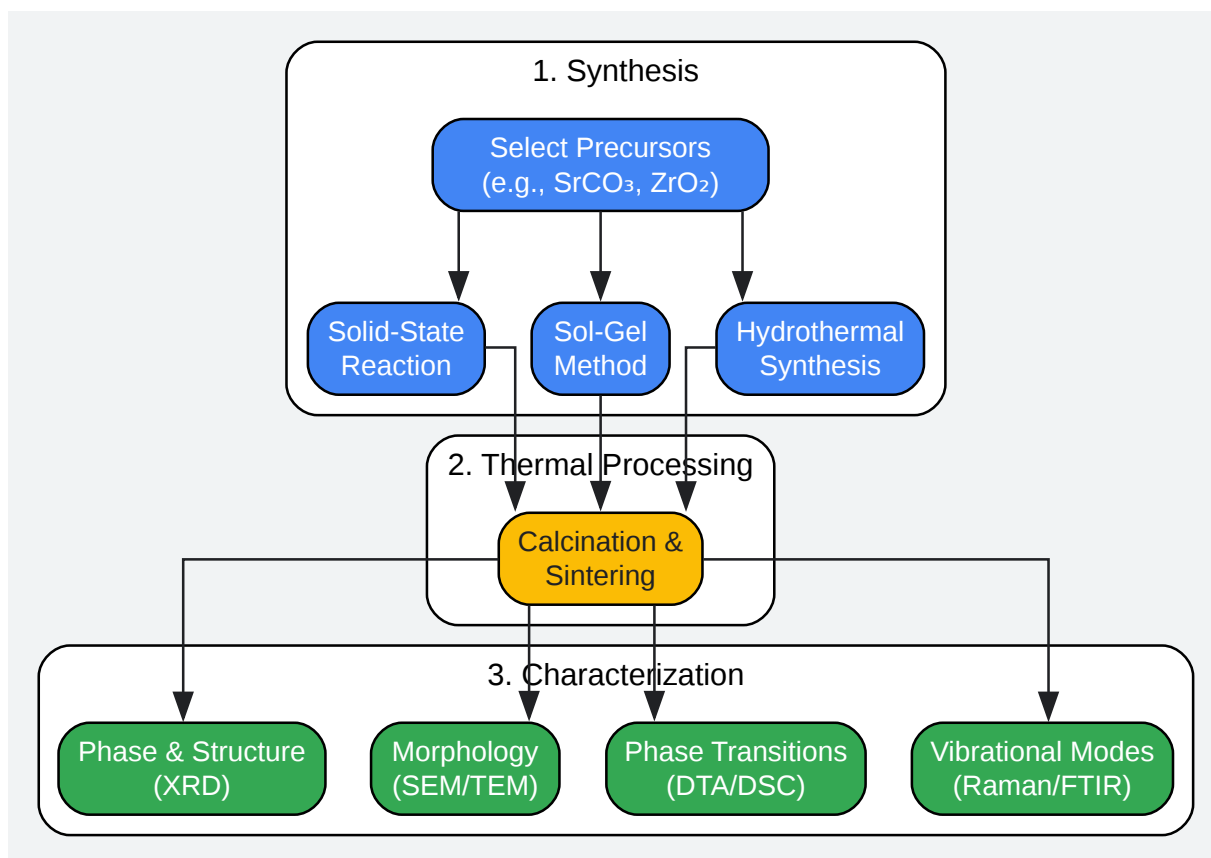 1. Synthesis
Select Precursors
(e.g., SrCO₃, ZrO₂)
Solid-State
Reaction
Sol-Gel
Method
Hydrothermal
Synthesis
2. Thermal Processing
Calcination &
Sintering
3. Characterization
Phase & Structure
(XRD)
Morphology
(SEM/TEM)
Phase Transitions
(DTA/DSC)
Vibrational Modes
(Raman/FTIR)